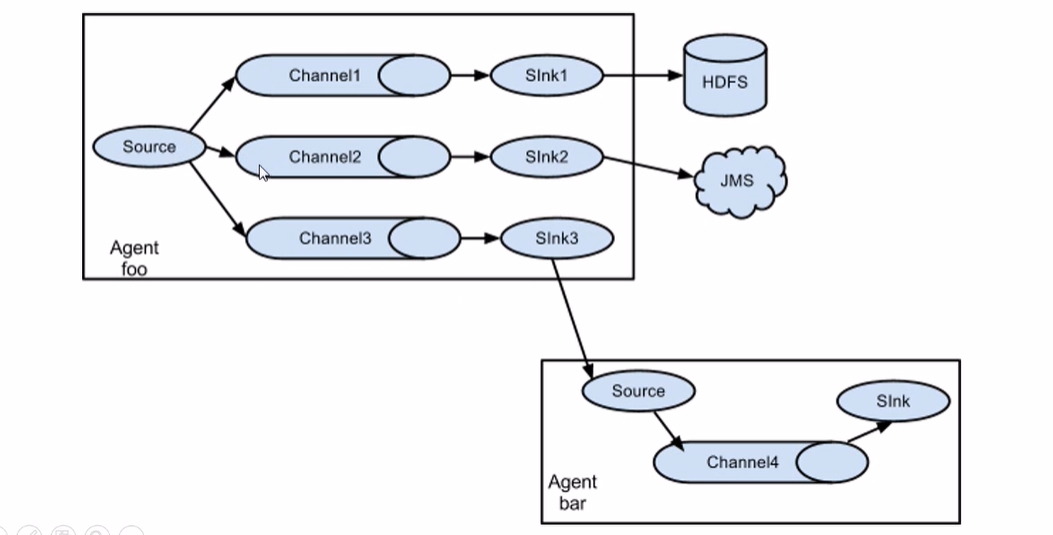 Channel1
SInk1
HDFS
Source
Channel2
SInk2
JMS
Channel3
SInk3
Agent
foo
Source
SInk
Channel4
Agent
bar